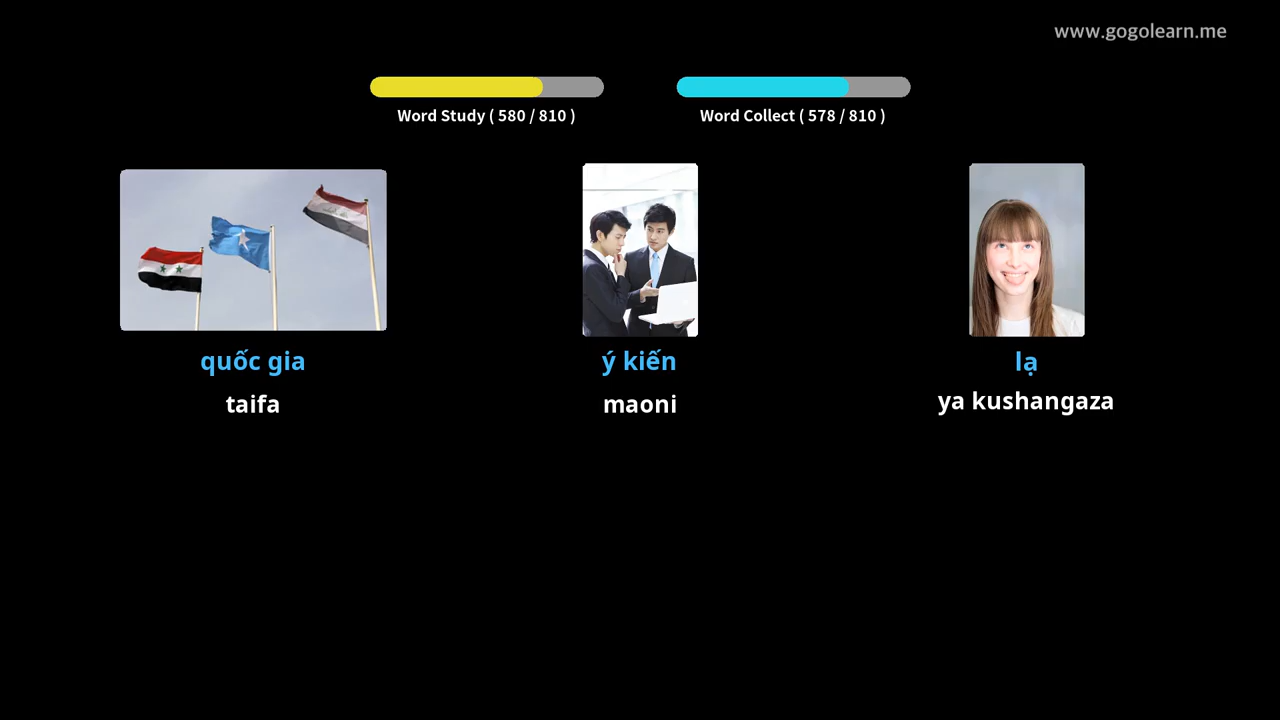 www.gogolearn.me
Word Study ( 580 / 810 )
Word Collect ( 578 / 810 )
quốc gia
taifa
ý kiến
maoni
lạ
ya kushangaza